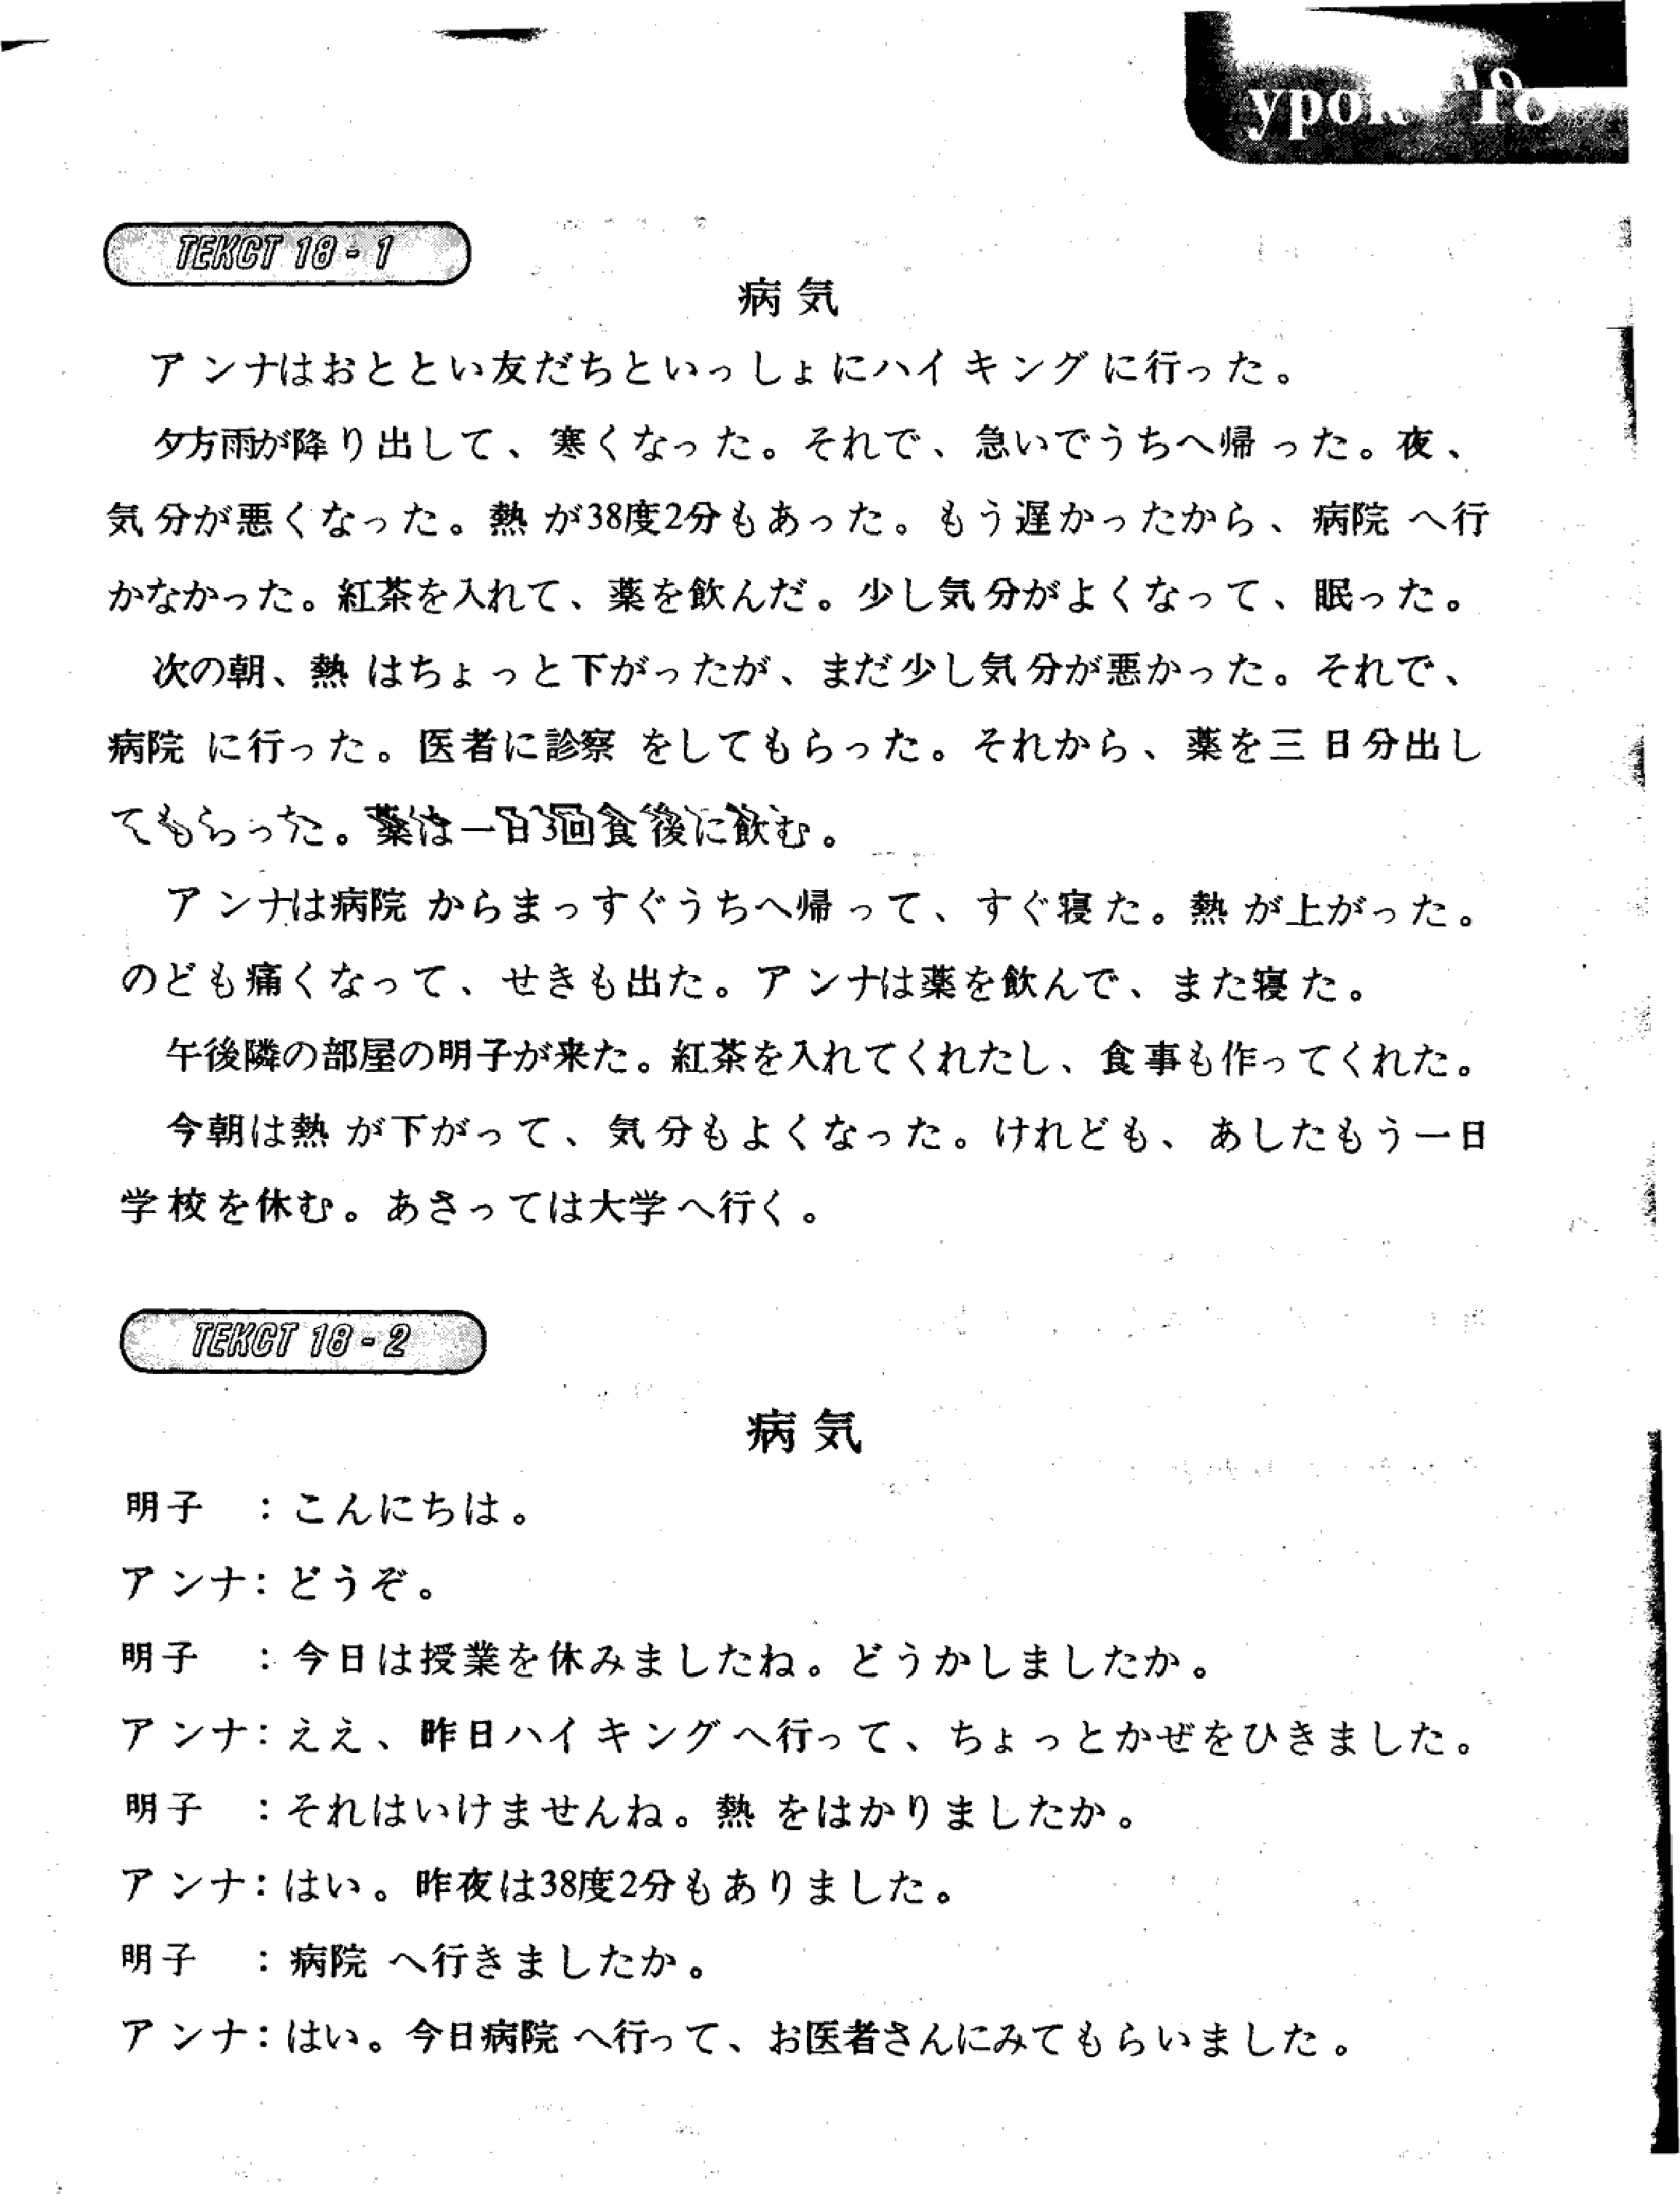 урок 18
ТЕКСТ 18 - 1
病気
アンナはおととい友だちといっしょにハイキングに行った。
夕方雨が降り出して、寒くなった。それで、急いでうちへ帰った。夜、
気分が悪くなった。熱が38度2分もあった。もう遅かったから、病院へ行
かなかった。紅茶を入れて、薬を飲んだ。少し気分がよくなって、眠った。
次の朝、熱はちょっと下がったが、まだ少し気分が悪かった。それで、
病院に行った。医者に診察をしてもらった。それから、薬を三日分出し
てもらった。薬は一日3回食後に飲む。
アンナは病院からまっすぐうちへ帰って、すぐ寝た。熱が上がった。
のども痛くなって、せきも出た。アンナは薬を飲んで、また寝た。
午後隣の部屋の明子が来た。紅茶を入れてくれたし、食事も作ってくれた。
今朝は熱が下がって、気分もよくなった。けれども、あしたもう一日
学校を休む。あさっては大学へ行く。
ТЕКСТ 18 - 2
病気
明子　：こんにちは。
アンナ：どうぞ。
明子　：今日は授業を休みましたね。どうかしましたか。
アンナ：ええ、昨日ハイキングへ行って、ちょっとかぜをひきました。
明子　：それはいけませんね。熱をはかりましたか。
アンナ：はい。昨夜は38度2分もありました。
明子　：病院へ行きましたか。
アンナ：はい。今日病院へ行って、お医者さんにみてもらいました。